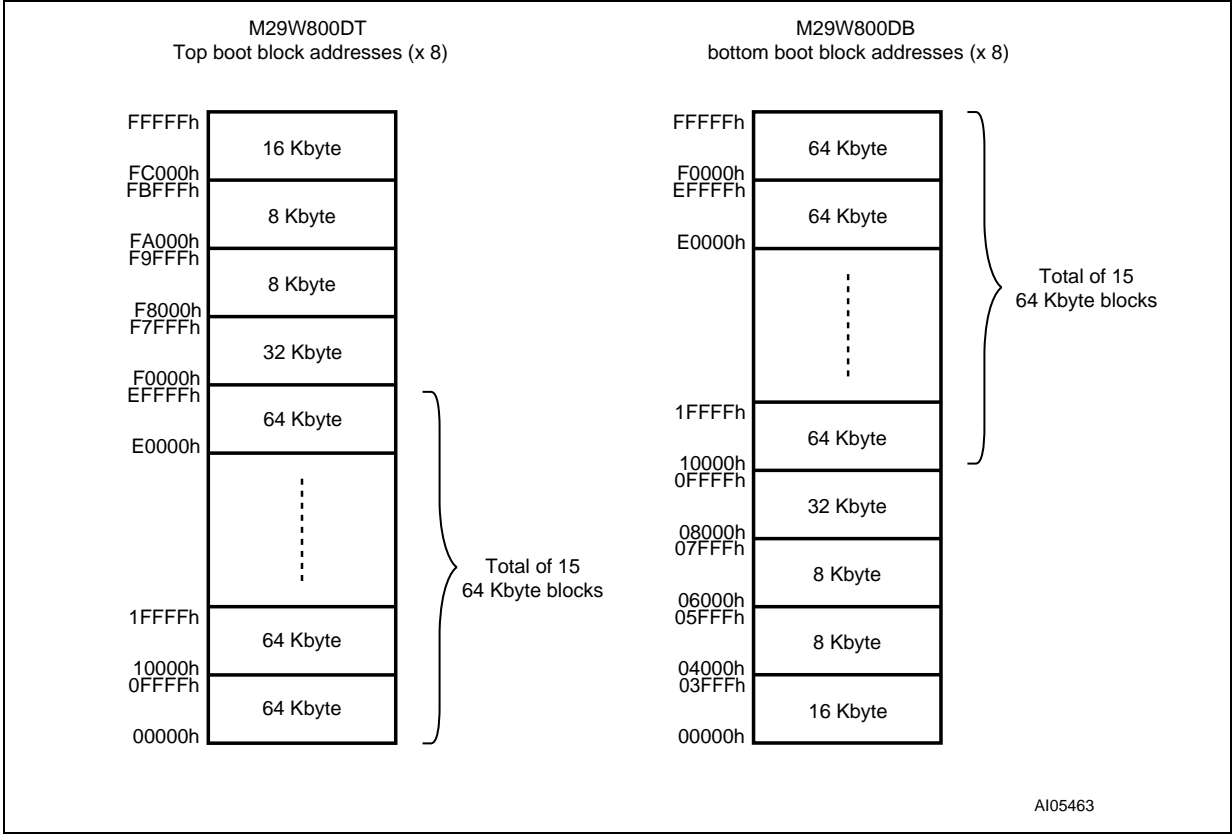 M29W800DT
Top boot block addresses (x 8)
FFFFFh
16 Kbyte
FC000h
FBFFFh
8 Kbyte
FA000h
F9FFFh
8 Kbyte
F8000h
F7FFFh
32 Kbyte
F0000h
EFFFFh
64 Kbyte
E0000h
Total of 15
64 Kbyte blocks
1FFFFh
64 Kbyte
10000h
0FFFFh
64 Kbyte
00000h
M29W800DB
bottom boot block addresses (x 8)
FFFFFh
64 Kbyte
F0000h
EFFFFh
64 Kbyte
E0000h
Total of 15
64 Kbyte blocks
1FFFFh
64 Kbyte
10000h
0FFFFh
32 Kbyte
08000h
07FFFh
8 Kbyte
06000h
05FFFh
8 Kbyte
04000h
03FFFh
16 Kbyte
00000h
AI05463